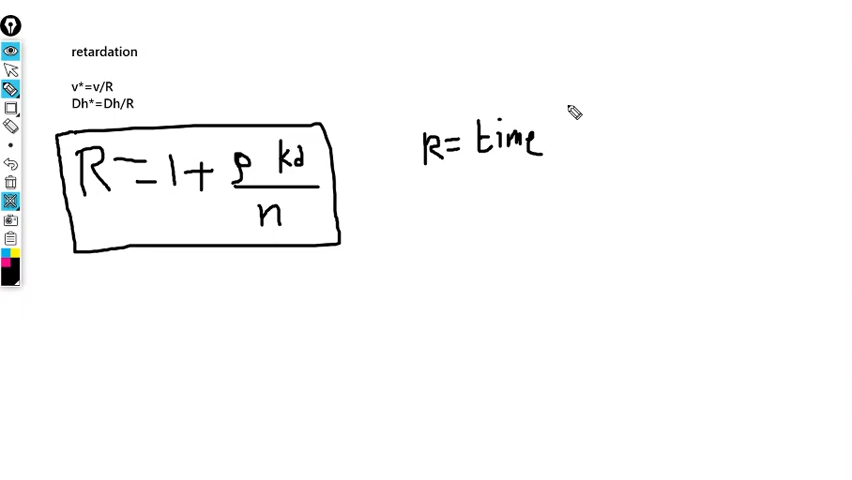 retardation
v*=v/R
Dh*=Dh/R
R=1+ ρ kd
n
R= time